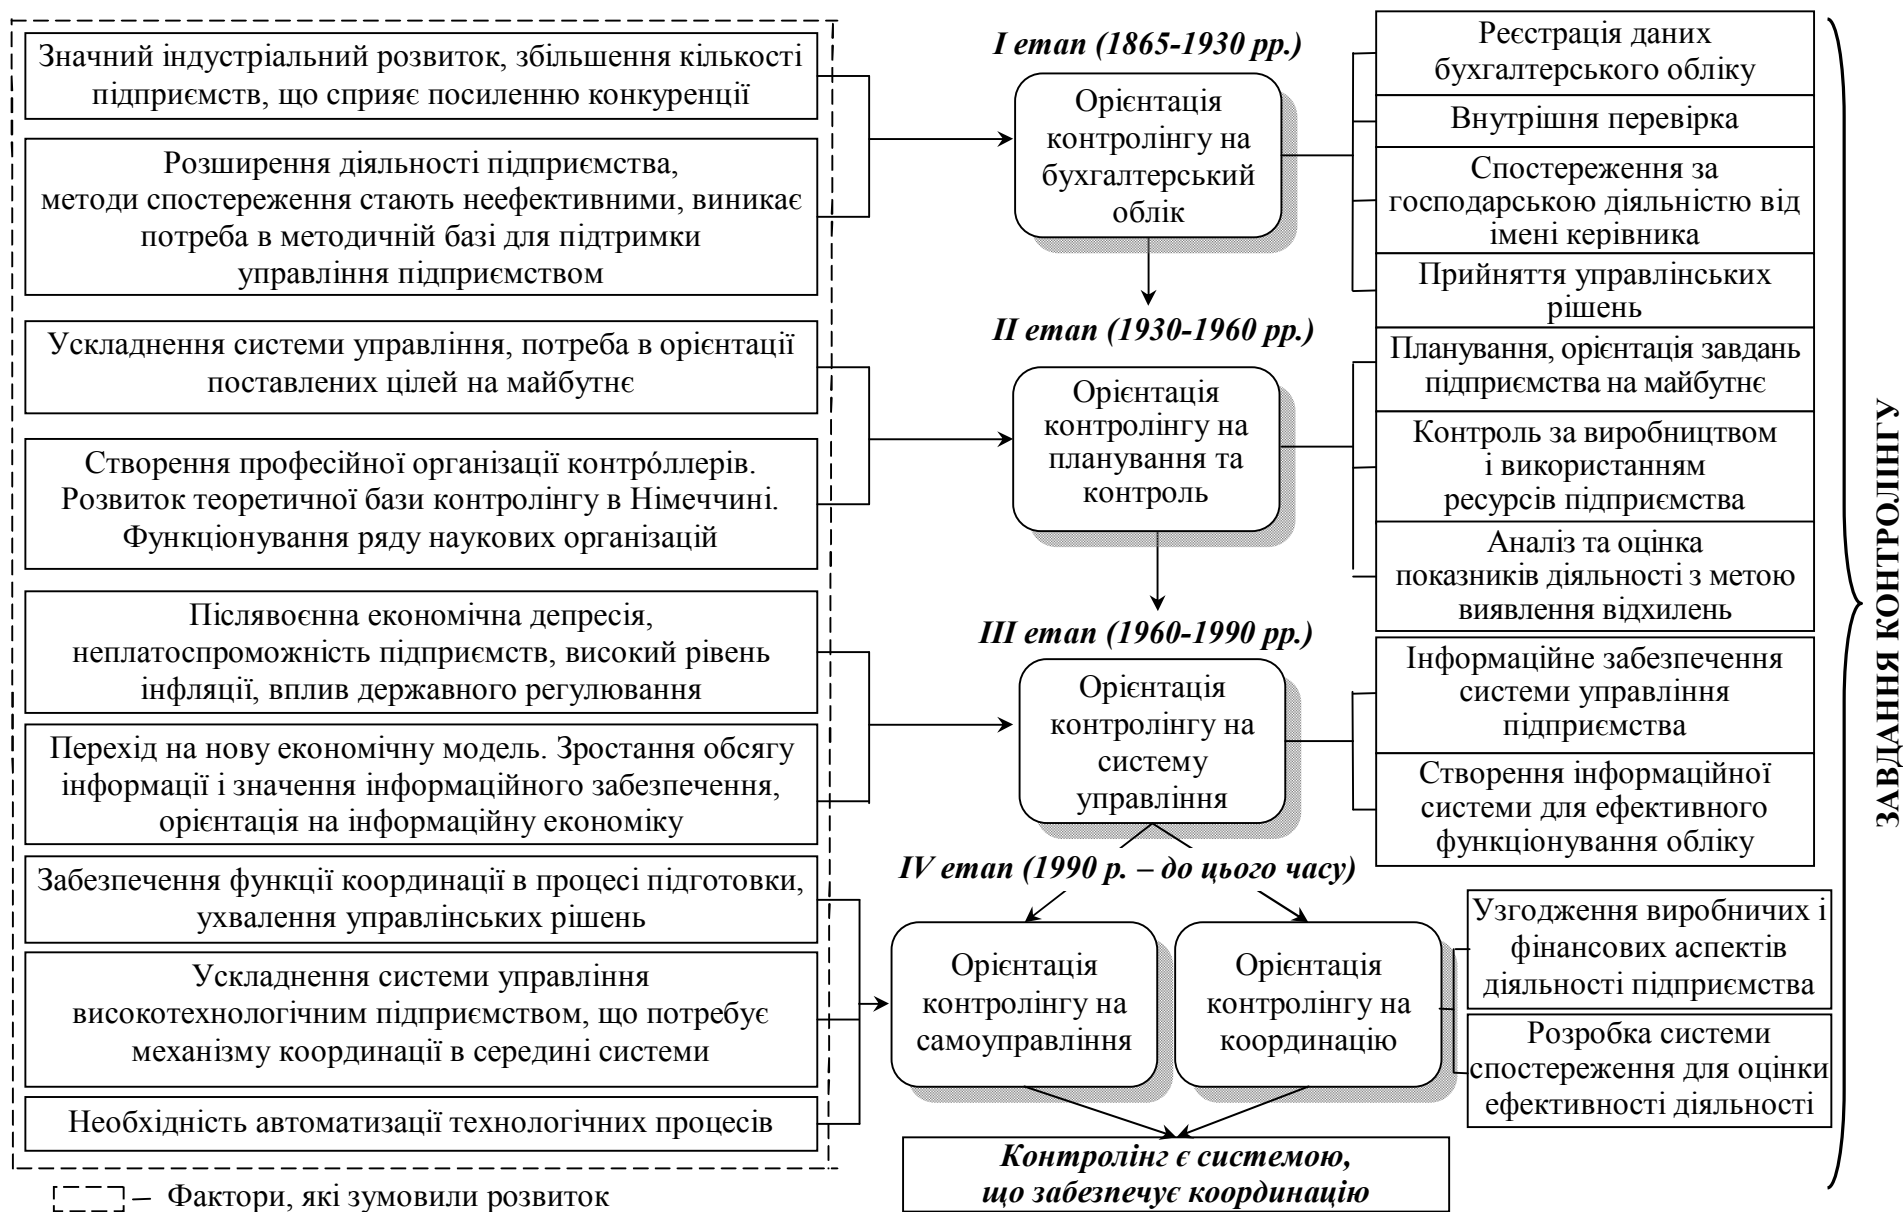 Значний індустріальний розвиток, збільшення кількості
підприємств, що сприяє посиленню конкуренції
Розширення діяльності підприємства,
методи спостереження стають неефективними, виникає
потреба в методичній базі для підтримки
управління підприємством
Ускладнення системи управління, потреба в орієнтації
поставлених цілей на майбутнє
Створення професійної організації контро́ллерів.
Розвиток теоретичної бази контролінгу в Німеччині.
Функціонування ряду наукових організацій
Післявоєнна економічна депресія,
неплатоспроможність підприємств, високий рівень
інфляції, вплив державного регулювання
Перехід на нову економічну модель. Зростання обсягу
інформації і значення інформаційного забезпечення,
орієнтація на інформаційну економіку
Забезпечення функції координації в процесі підготовки,
ухвалення управлінських рішень
Ускладнення системи управління
високотехнологічним підприємством, що потребує
механізму координації в середині системи
Необхідність автоматизації технологічних процесів
– Фактори, які зумовили розвиток
I етап (1865-1930 рр.)
Орієнтація
контролінгу на
бухгалтерський
облік
II етап (1930-1960 рр.)
Орієнтація
контролінгу на
планування та
контроль
III етап (1960-1990 рр.)
Орієнтація
контролінгу на
систему
управління
IV етап (1990 р. – до цього часу)
Орієнтація
контролінгу на
самоуправління
Орієнтація
контролінгу на
координацію
Контролінг є системою,
що забезпечує координацію
Реєстрація даних
бухгалтерського обліку
Внутрішня перевірка
Спостереження за
господарською діяльністю від
імені керівника
Прийняття управлінських
рішень
Планування, орієнтація завдань
підприємства на майбутнє
Контроль за виробництвом
і використанням
ресурсів підприємства
Аналіз та оцінка
показників діяльності з метою
виявлення відхилень
Інформаційне забезпечення
системи управління
підприємства
Створення інформаційної
системи для ефективного
функціонування обліку
Узгодження виробничих і
фінансових аспектів
діяльності підприємства
Розробка системи
спостереження для оцінки
ефективності діяльності
ЗАВДАННЯ КОНТРОЛІНГУ